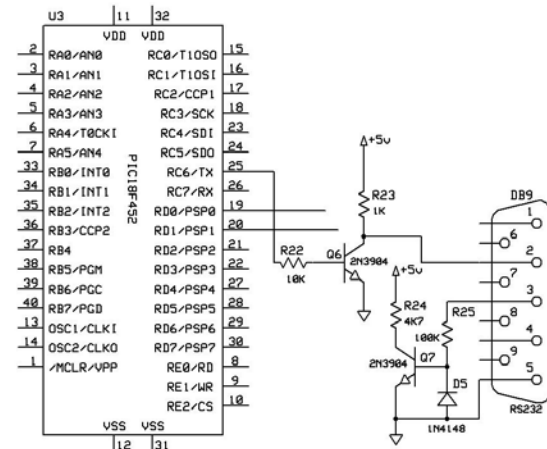 U3
11 32
VDD VDD
2 RA0/AN0 RC0/T1OSO 15
3 RA1/AN1 RC1/T1OSI 16
4 RA2/AN2 RC2/CCP1 17
5 RA3/AN3 RC3/SCK 18
6 RA4/T0CKI RC4/SDI 23
7 RA5/AN4 RC5/SDO 24
33 RB0/INT0 RC6/TX 25
34 RB1/INT1 RC7/RX 26
35 RB2/INT2 RD0/PSP0 19
36 RB3/CCP2 RD1/PSP1 20
37 RB4 RD2/PSP2 21
38 RB5/PGM RD3/PSP3 22
39 RB6/PGC RD4/PSP4 27
40 RB7/PGD RD5/PSP5 28
13 OSC1/CLKI RD6/PSP6 29
14 OSC2/CLKO RD7/PSP7 30
1 /MCLR/VPP RE0/RD 8
RE1/WR 9
RE2/CS 10
VSS VSS
12 31
PIC18F452
+5v
R23
1K
R22
10K
Q6
2N3904
+5v
R24
4K7
R25
100K
2N3904
Q7
D5
1N4148
DB9
1
6
2
7
3
8
4
9
5
RS232